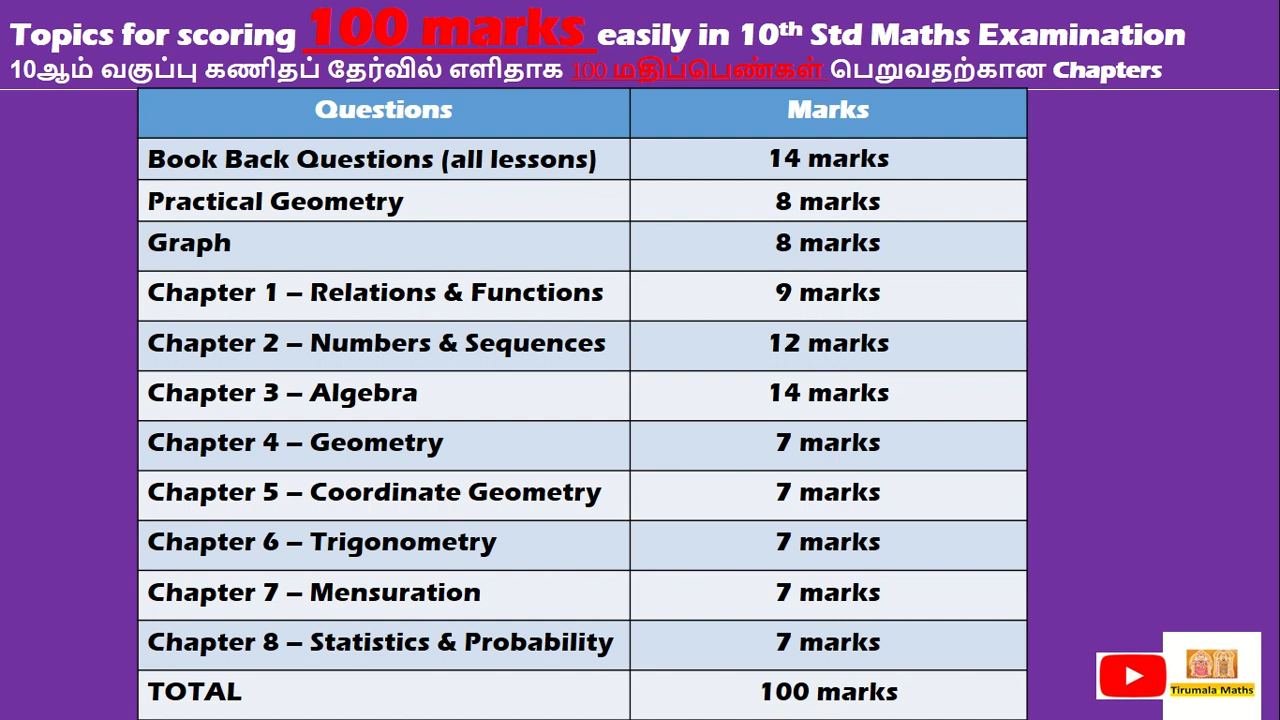 Topics for scoring 100 marks easily in 10th Std Maths Examination
10ஆம் வகுப்பு கணிதப் தேர்வில் எளிதாக 100 மதிப்பெண்கள் பெறுவதற்கான Chapters
Questions Marks
Book Back Questions (all lessons) 14 marks
Practical Geometry 8 marks
Graph 8 marks
Chapter 1 – Relations & Functions 9 marks
Chapter 2 – Numbers & Sequences 12 marks
Chapter 3 – Algebra 14 marks
Chapter 4 – Geometry 7 marks
Chapter 5 – Coordinate Geometry 7 marks
Chapter 6 – Trigonometry 7 marks
Chapter 7 – Mensuration 7 marks
Chapter 8 – Statistics & Probability 7 marks
TOTAL 100 marks
Tirumala Maths